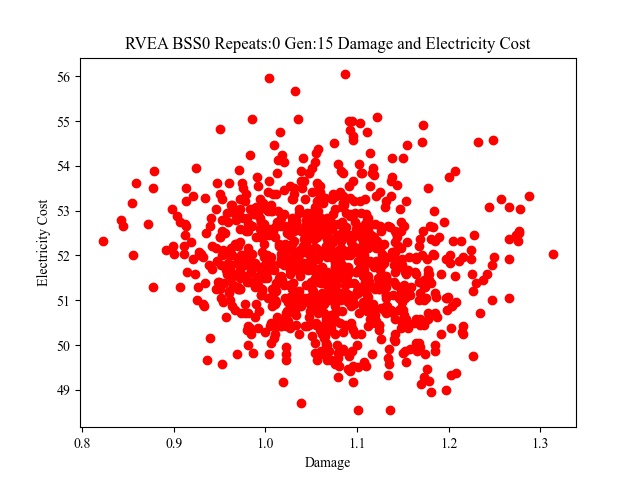 RVEA BSS0 Repeats:0 Gen:15 Damage and Electricity Cost
56
55
54
53
52
51
50
49
Electricity Cost
0.8 0.9 1.0 1.1 1.2 1.3
Damage